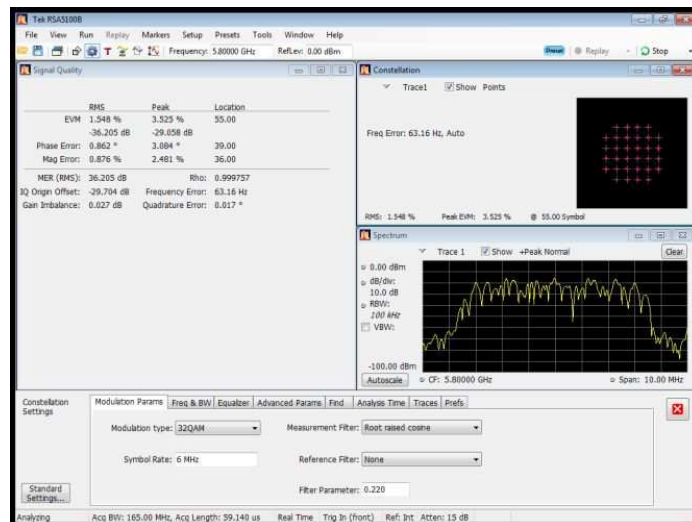 Tek RSA5100B
File View Run Replay Markers Setup Presets Tools Window Help
Frequency: 5.80000 GHz RefLev: 0.00 dBm Preset Replay Stop
Signal Quality
RMS Peak Location
EVM 1.548 % 3.525 % 55.00
-36.205 dB -29.058 dB
Phase Error: 0.862 ° 3.084 ° 39.00
Mag Error: 0.876 % 2.481 % 36.00
MER (RMS): 36.205 dB Rho: 0.999757
IQ Origin Offset: -29.704 dB Frequency Error: 63.16 Hz
Gain Imbalance: 0.027 dB Quadrature Error: 0.017 °
Constellation
Trace1 Show Points
Freq Error: 63.16 Hz, Auto
RMS: 1.548 % Peak EVM: 3.525 % @ 55.00 Symbol
Spectrum
Trace 1 Show +Peak Normal Clear
0.00 dBm
dB/div:
10.0 dB
RBW:
100 kHz
VBW:
-100.00 dBm
Autoscale CF: 5.80000 GHz Span: 10.00 MHz
Constellation
Settings
Modulation Params Freq & BW Equalizer Advanced Params Find Analysis Time Traces Prefs
Modulation type: 32QAM Measurement Filter: Root raised cosine
Symbol Rate: 6 MHz Reference Filter: None
Filter Parameter: 0.220
Standard
Settings...
Analyzing Acq BW: 165.00 MHz, Acq Length: 59.140 us Real Time Trig In (front) Ref: Int Atten: 15 dB